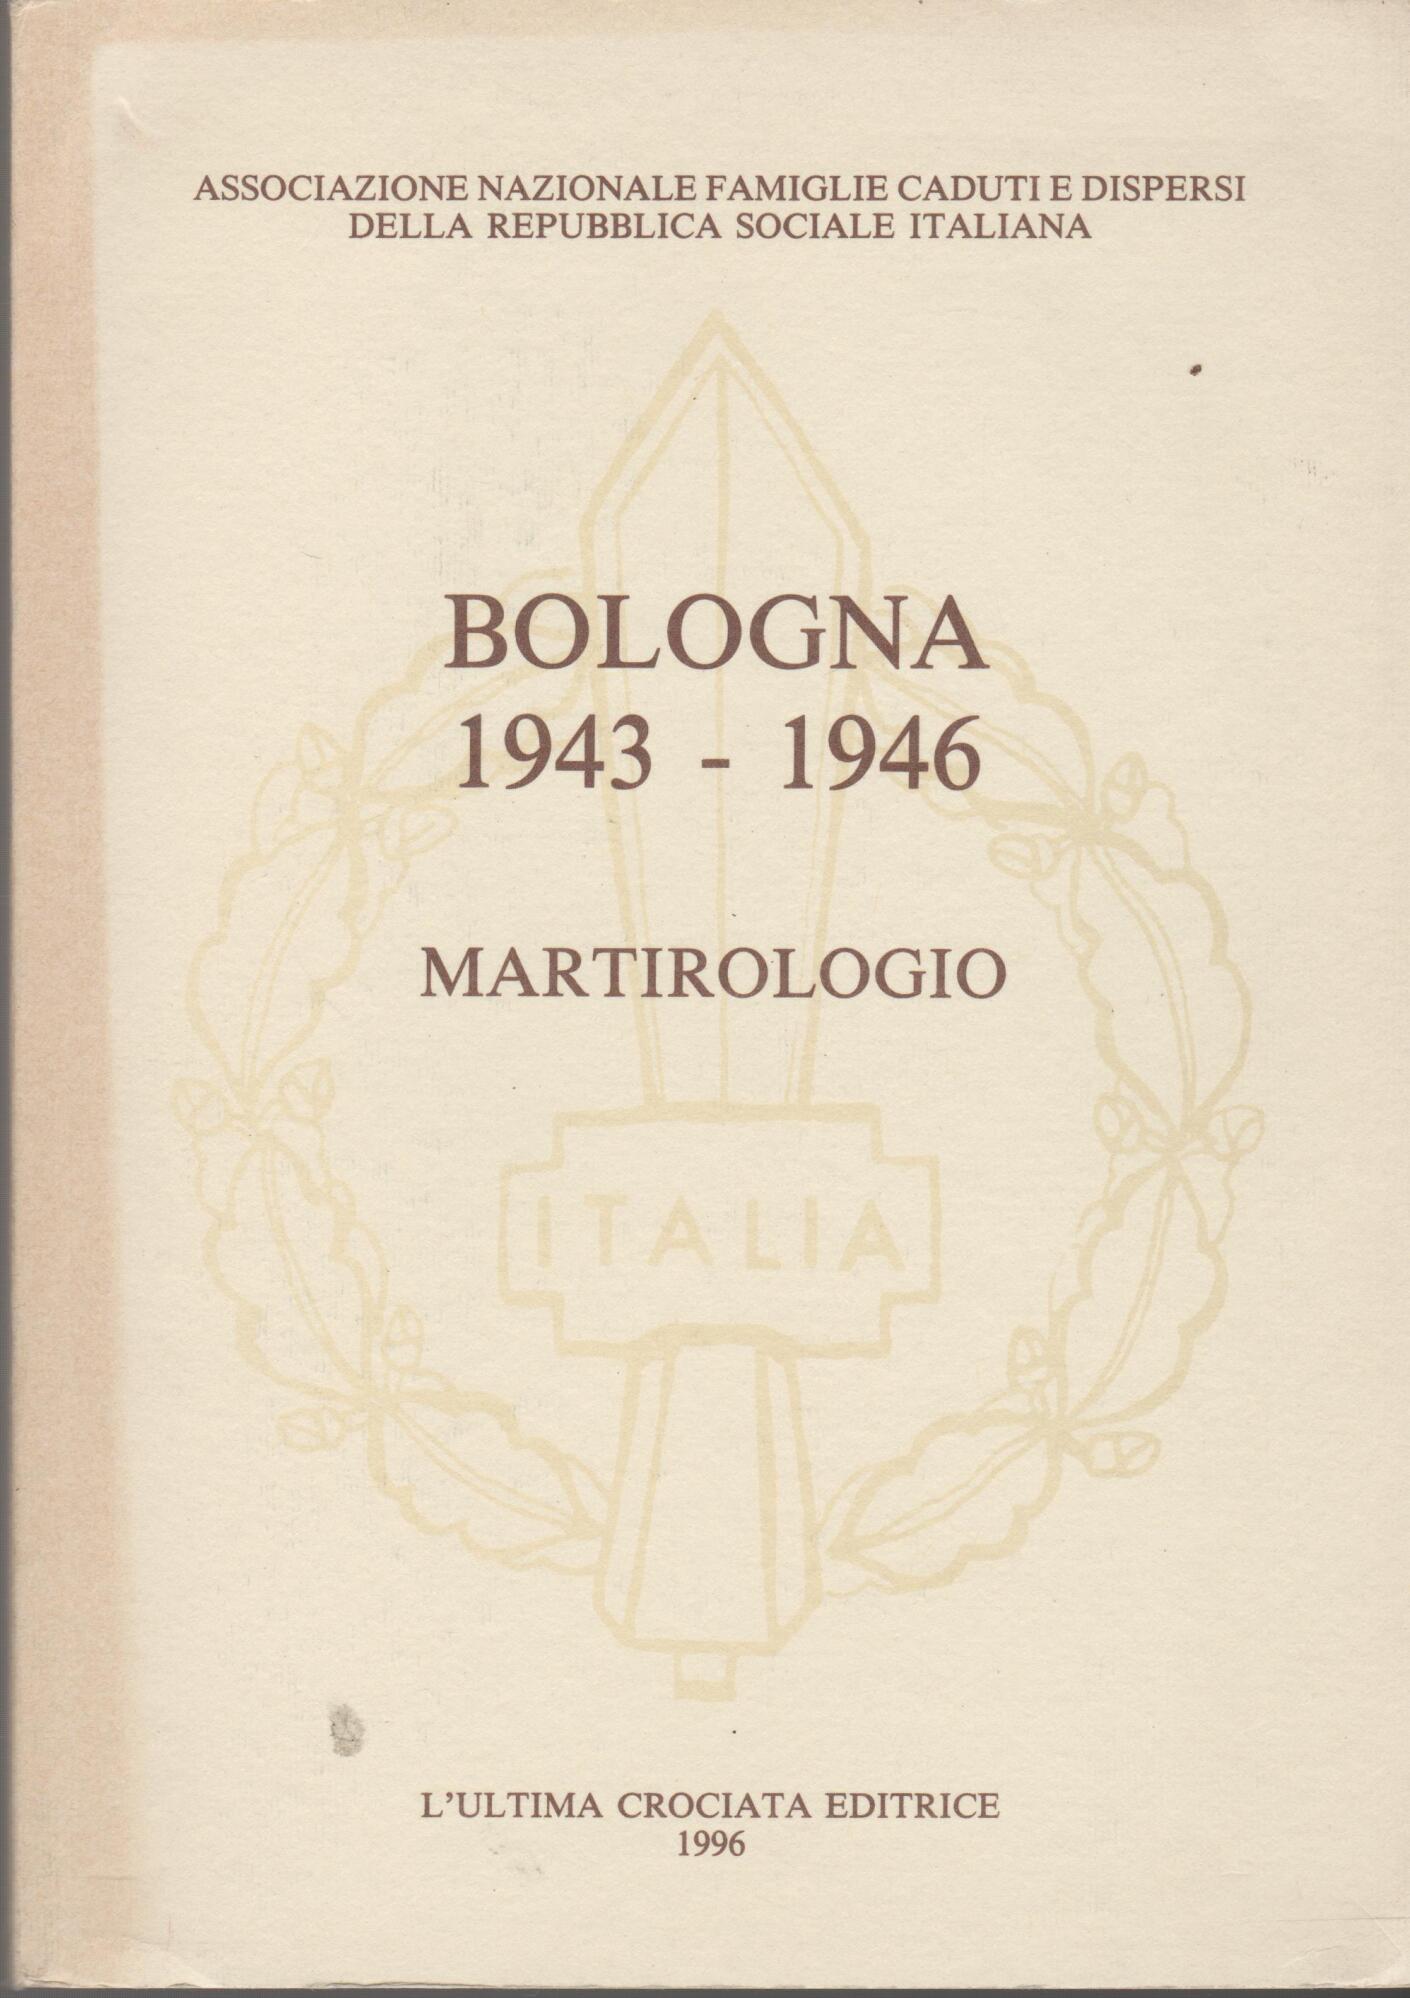 ASSOCIAZIONE NAZIONALE FAMIGLIE CADUTI E DISPERSI
DELLA REPUBBLICA SOCIALE ITALIANA
BOLOGNA
1943 - 1946
MARTIROLOGIO
ITALIA
L'ULTIMA CROCIATA EDITRICE
1996